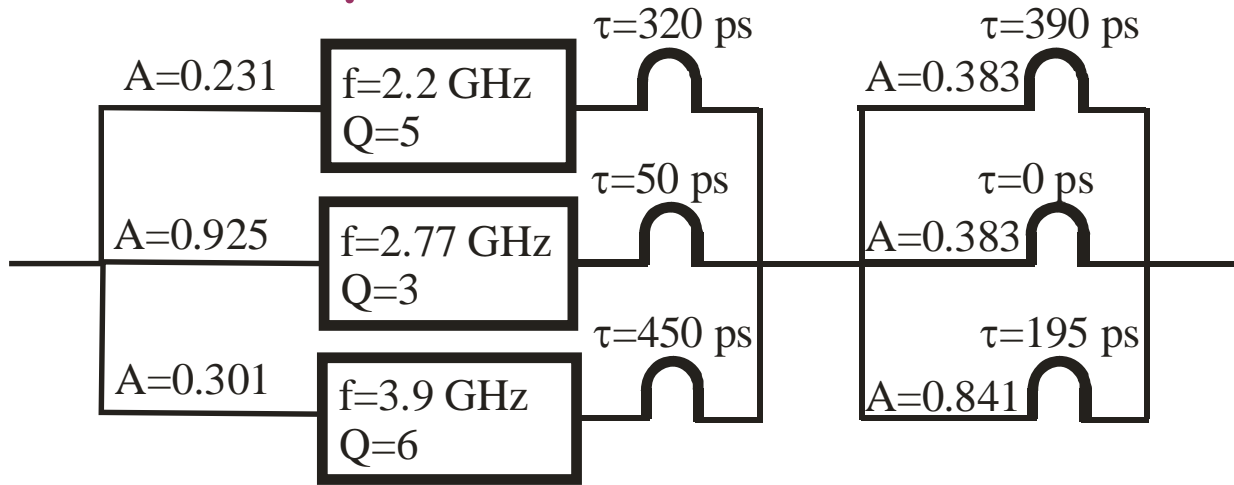 τ=320 ps
τ=390 ps
A=0.231
f=2.2 GHz
Q=5
A=0.383
τ=50 ps
τ=0 ps
A=0.925
f=2.77 GHz
Q=3
A=0.383
τ=450 ps
τ=195 ps
A=0.301
f=3.9 GHz
Q=6
A=0.841